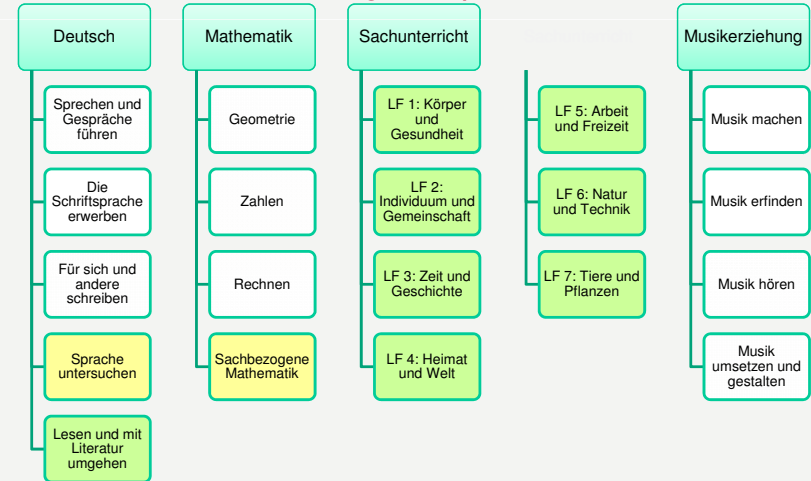 Deutsch
Sprechen und
Gespräche
führen
Die
Schriftsprache
erwerben
Für sich und
andere
schreiben
Sprache
untersuchen
Lesen und mit
Literatur
umgehen
Mathematik
Geometrie
Zahlen
Rechnen
Sachbezogene
Mathematik
Sachunterricht
LF 1: Körper
und
Gesundheit
LF 2:
Individuum und
Gemeinschaft
LF 3: Zeit und
Geschichte
LF 4: Heimat
und Welt
LF 5: Arbeit
und Freizeit
LF 6: Natur
und Technik
LF 7: Tiere und
Pflanzen
Musikerziehung
Musik machen
Musik erfinden
Musik hören
Musik
umsetzen und
gestalten